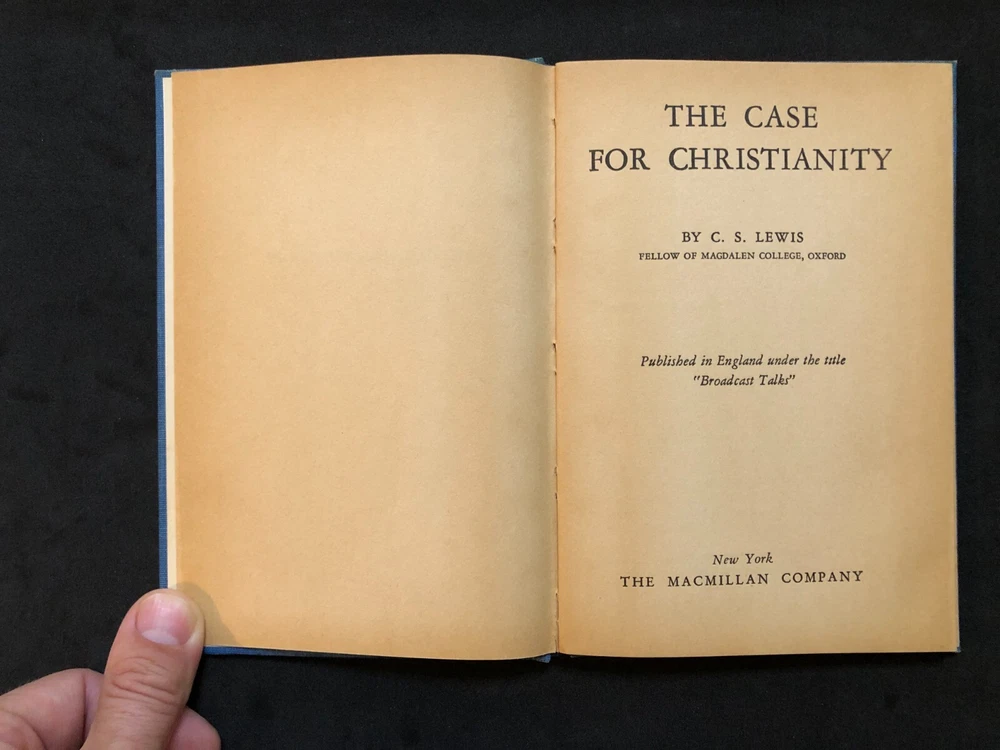 THE CASE
FOR CHRISTIANITY
BY C. S. LEWIS
FELLOW OF MAGDALEN COLLEGE, OXFORD
Published in England under the title
"Broadcast Talks"
New York
THE MACMILLAN COMPANY